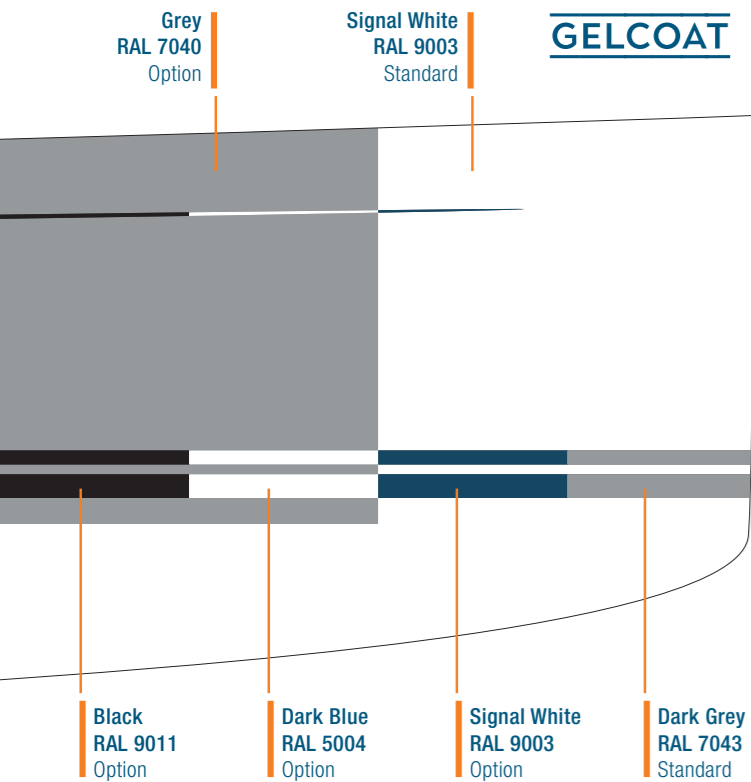 Grey
RAL 7040
Option
Signal White
RAL 9003
Standard
GELCOAT
Black
RAL 9011
Option
Dark Blue
RAL 5004
Option
Signal White
RAL 9003
Option
Dark Grey
RAL 7043
Standard